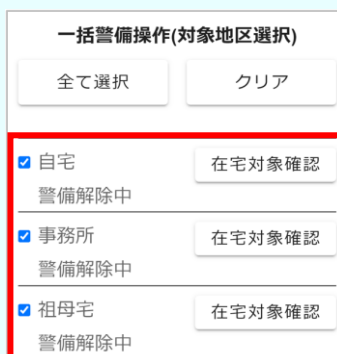 一括警備操作(対象地区選択)
全て選択 クリア
自宅 在宅対象確認
警備解除中
事務所 在宅対象確認
警備解除中
祖母宅 在宅対象確認
警備解除中